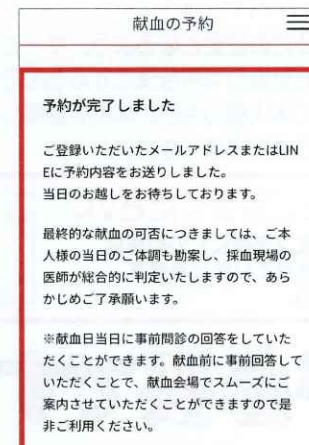 献血の予約
予約が完了しました
ご登録いただいたメールアドレスまたはLIN
Eに予約内容をお送りしました。
当日のお越しをお待ちしております。
最終的な献血の可否につきましては、ご本
人様の当日のご体調も勘案し、採血現場の
医師が総合的に判定いたしますので、あら
かじめご了承願います。
※献血日当日に事前問診の回答をしていた
だくことができます。献血前に事前回答して
いただくことで、献血会場でスムーズにご
案内させていただくことができますので是
非ご利用ください。